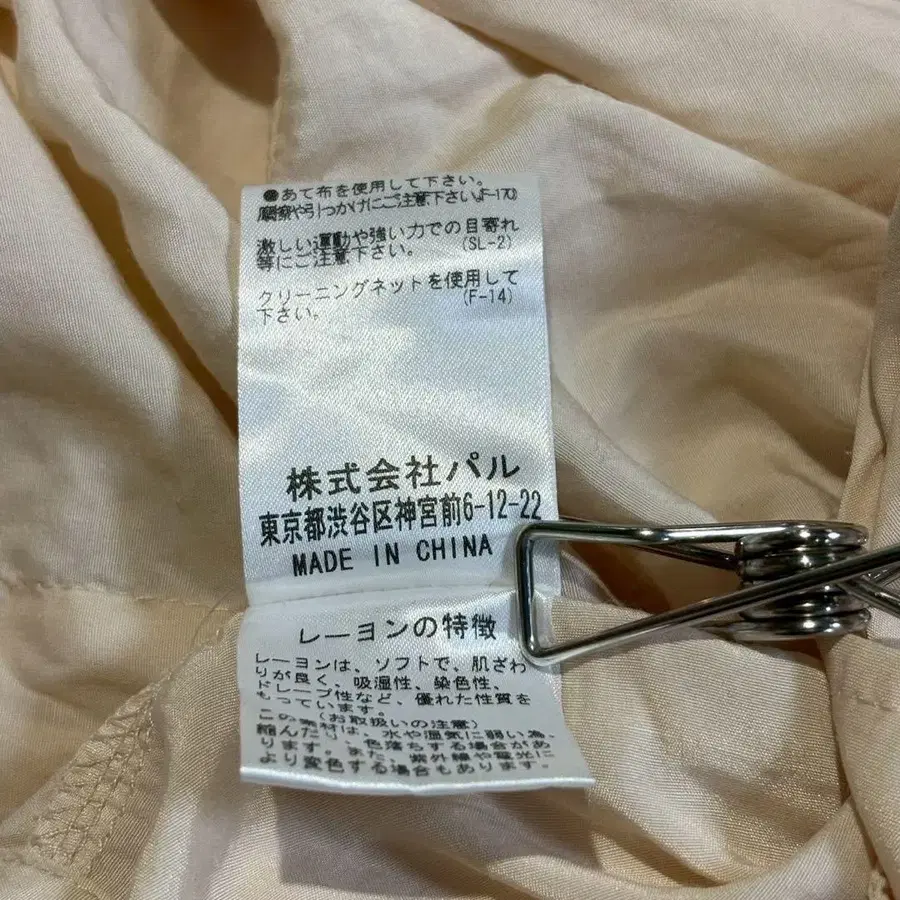 ●あて布を使用して下さい。
摩擦や引っかけにご注意下さい。(F-170)
激しい運動や強い力での目寄れ
等にご注意下さい。 (SL-2)
クリーニングネットを使用して
下さい。 (F-14)
株式会社パル
東京都渋谷区神宮前6-12-22
MADE IN CHINA
レーヨンの特徴
レーヨンは、ソフトで、肌ざわ
りが良く、吸湿性、染色性、
ドレープ性など、優れた性質を
もっています。
(お取扱いの注意)
この素材は、水や湿気に弱い為、
縮んだり、色落ちする場合があ
ります。また、紫外線や電光に
より変色する場合もあります。